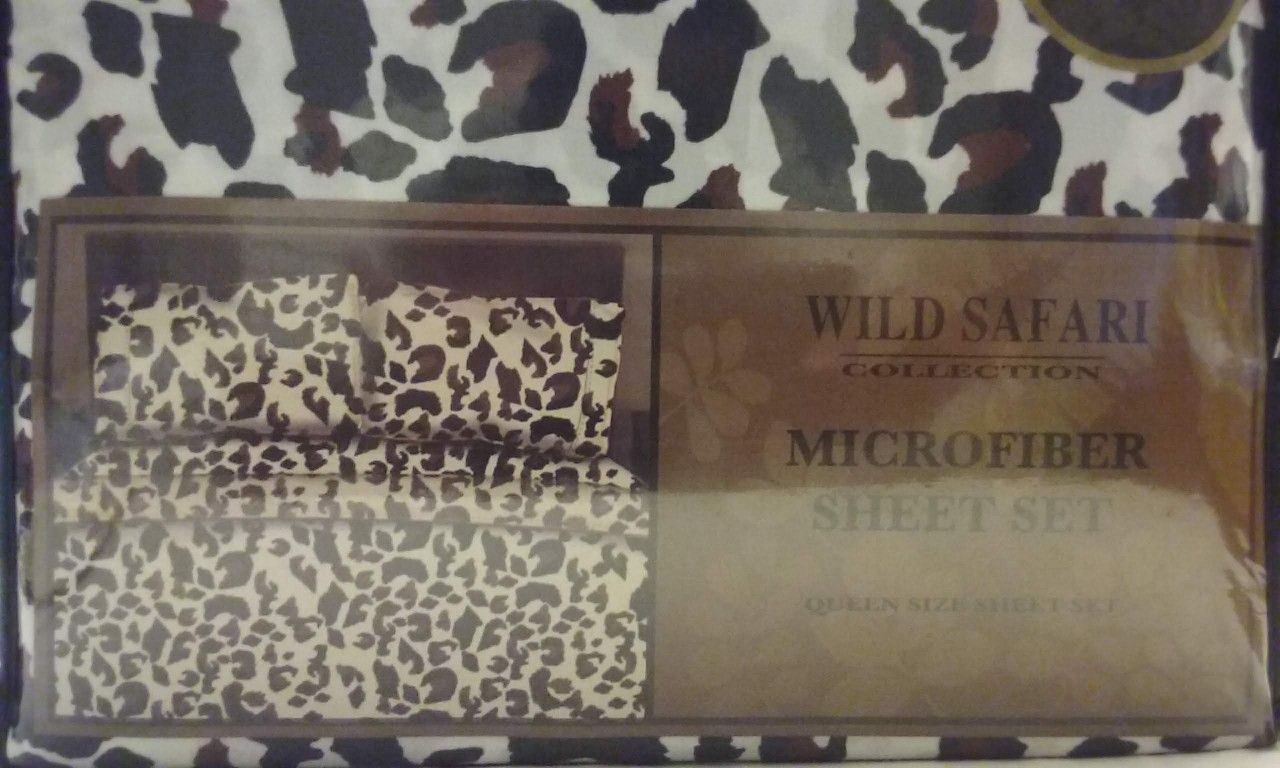 WILD SAFARI
COLLECTION
MICROFIBER
SHEET SET
QUEEN SIZE SHEET SET